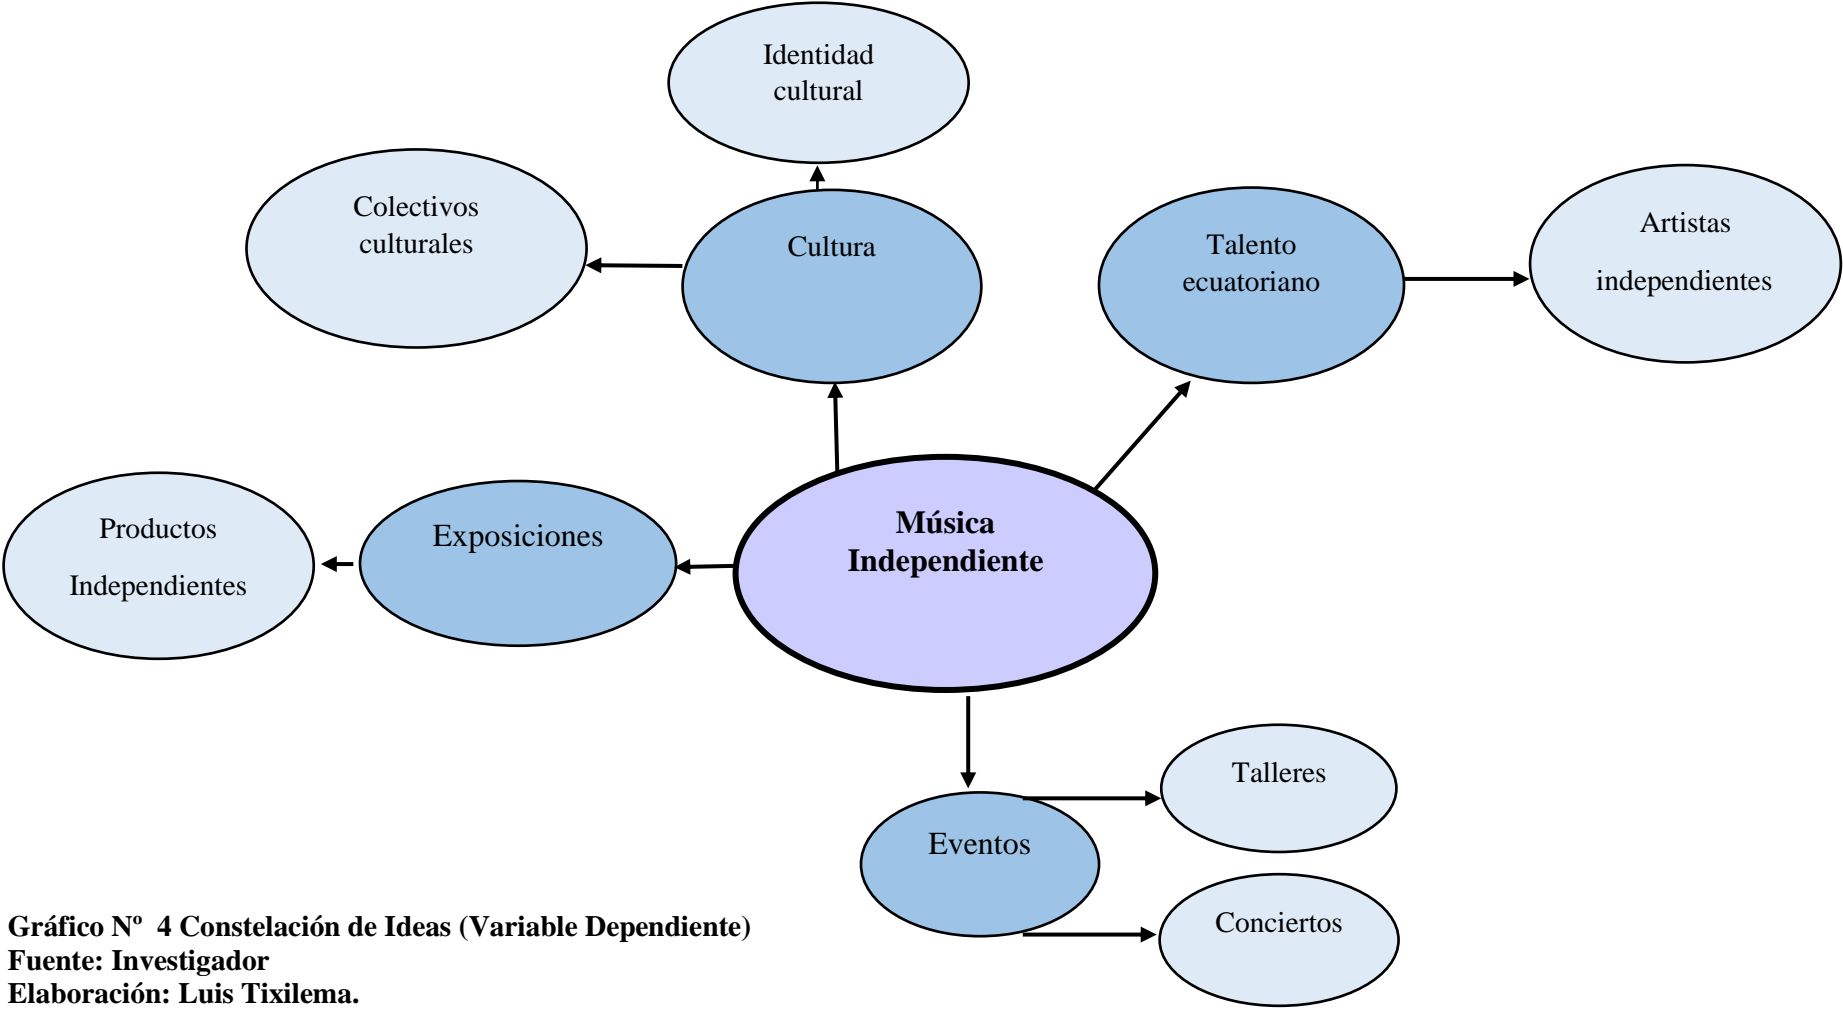 Identidad
cultural
Colectivos
culturales
Cultura
Talento
ecuatoriano
Artistas
independientes
Productos
Independientes
Exposiciones
Música
Independiente
Talleres
Eventos
Conciertos
Gráfico Nº  4 Constelación de Ideas (Variable Dependiente)
Fuente: Investigador
Elaboración: Luis Tixilema.